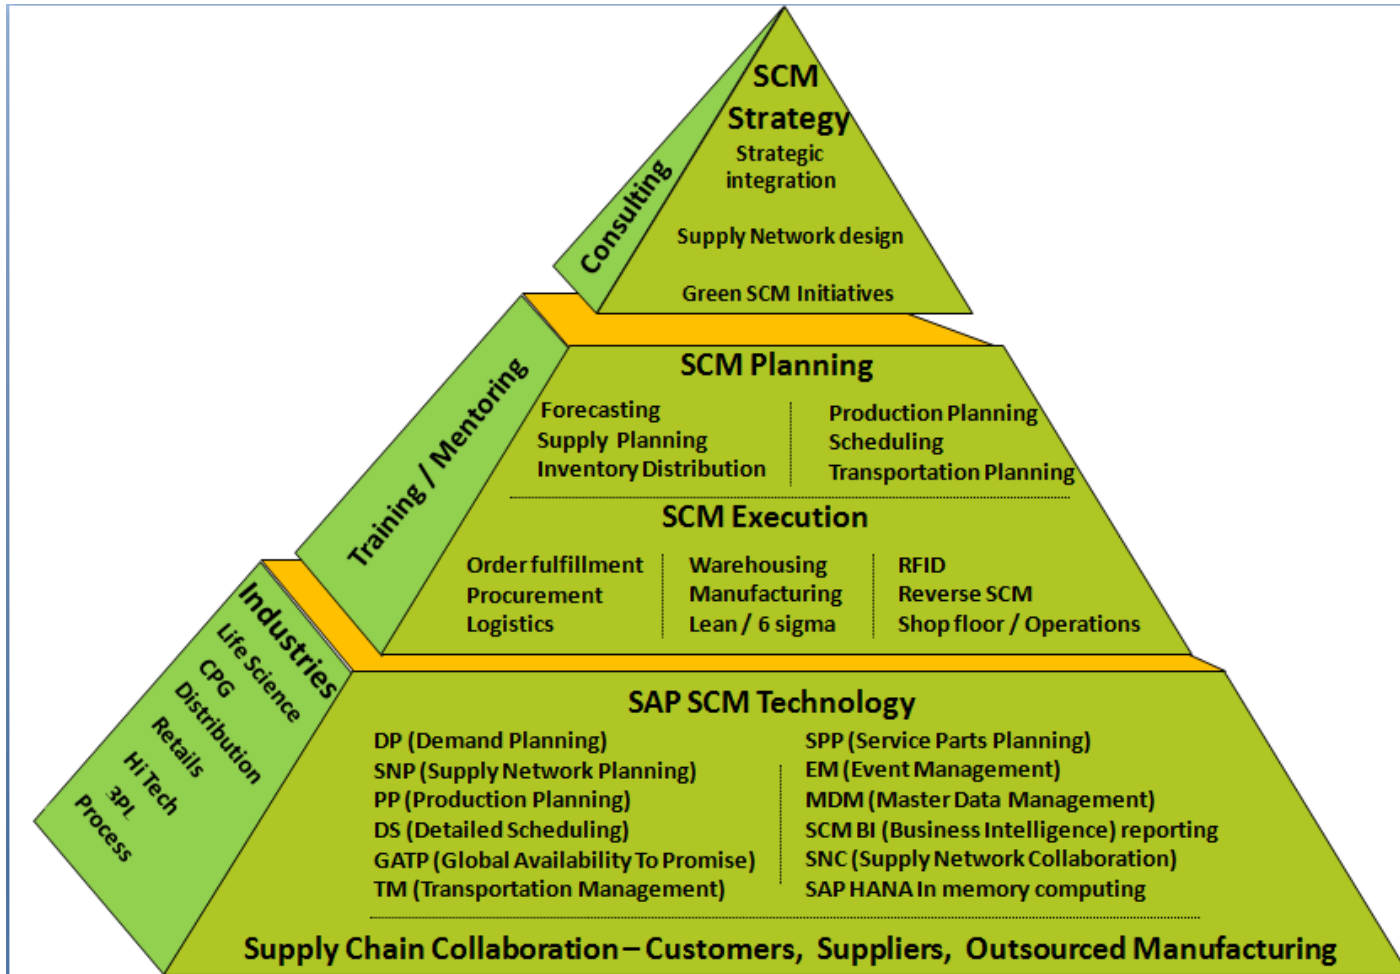 SCM
Strategy
Strategic
integration
Supply Network design
Green SCM Initiatives
Consulting
SCM Planning
Forecasting
Supply Planning
Inventory Distribution
Production Planning
Scheduling
Transportation Planning
Training / Mentoring
SCM Execution
Order fulfillment
Procurement
Logistics
Warehousing
Manufacturing
Lean / 6 sigma
RFID
Reverse SCM
Shop floor / Operations
Industries
Life Science
CPG
Distribution
Retails
Hi Tech
3PL
Process
SAP SCM Technology
DP (Demand Planning)
SNP (Supply Network Planning)
PP (Production Planning)
DS (Detailed Scheduling)
GATP (Global Availability To Promise)
TM (Transportation Management)
SPP (Service Parts Planning)
EM (Event Management)
MDM (Master Data Management)
SCM BI (Business Intelligence) reporting
SNC (Supply Network Collaboration)
SAP HANA In memory computing
Supply Chain Collaboration – Customers, Suppliers, Outsourced Manufacturing